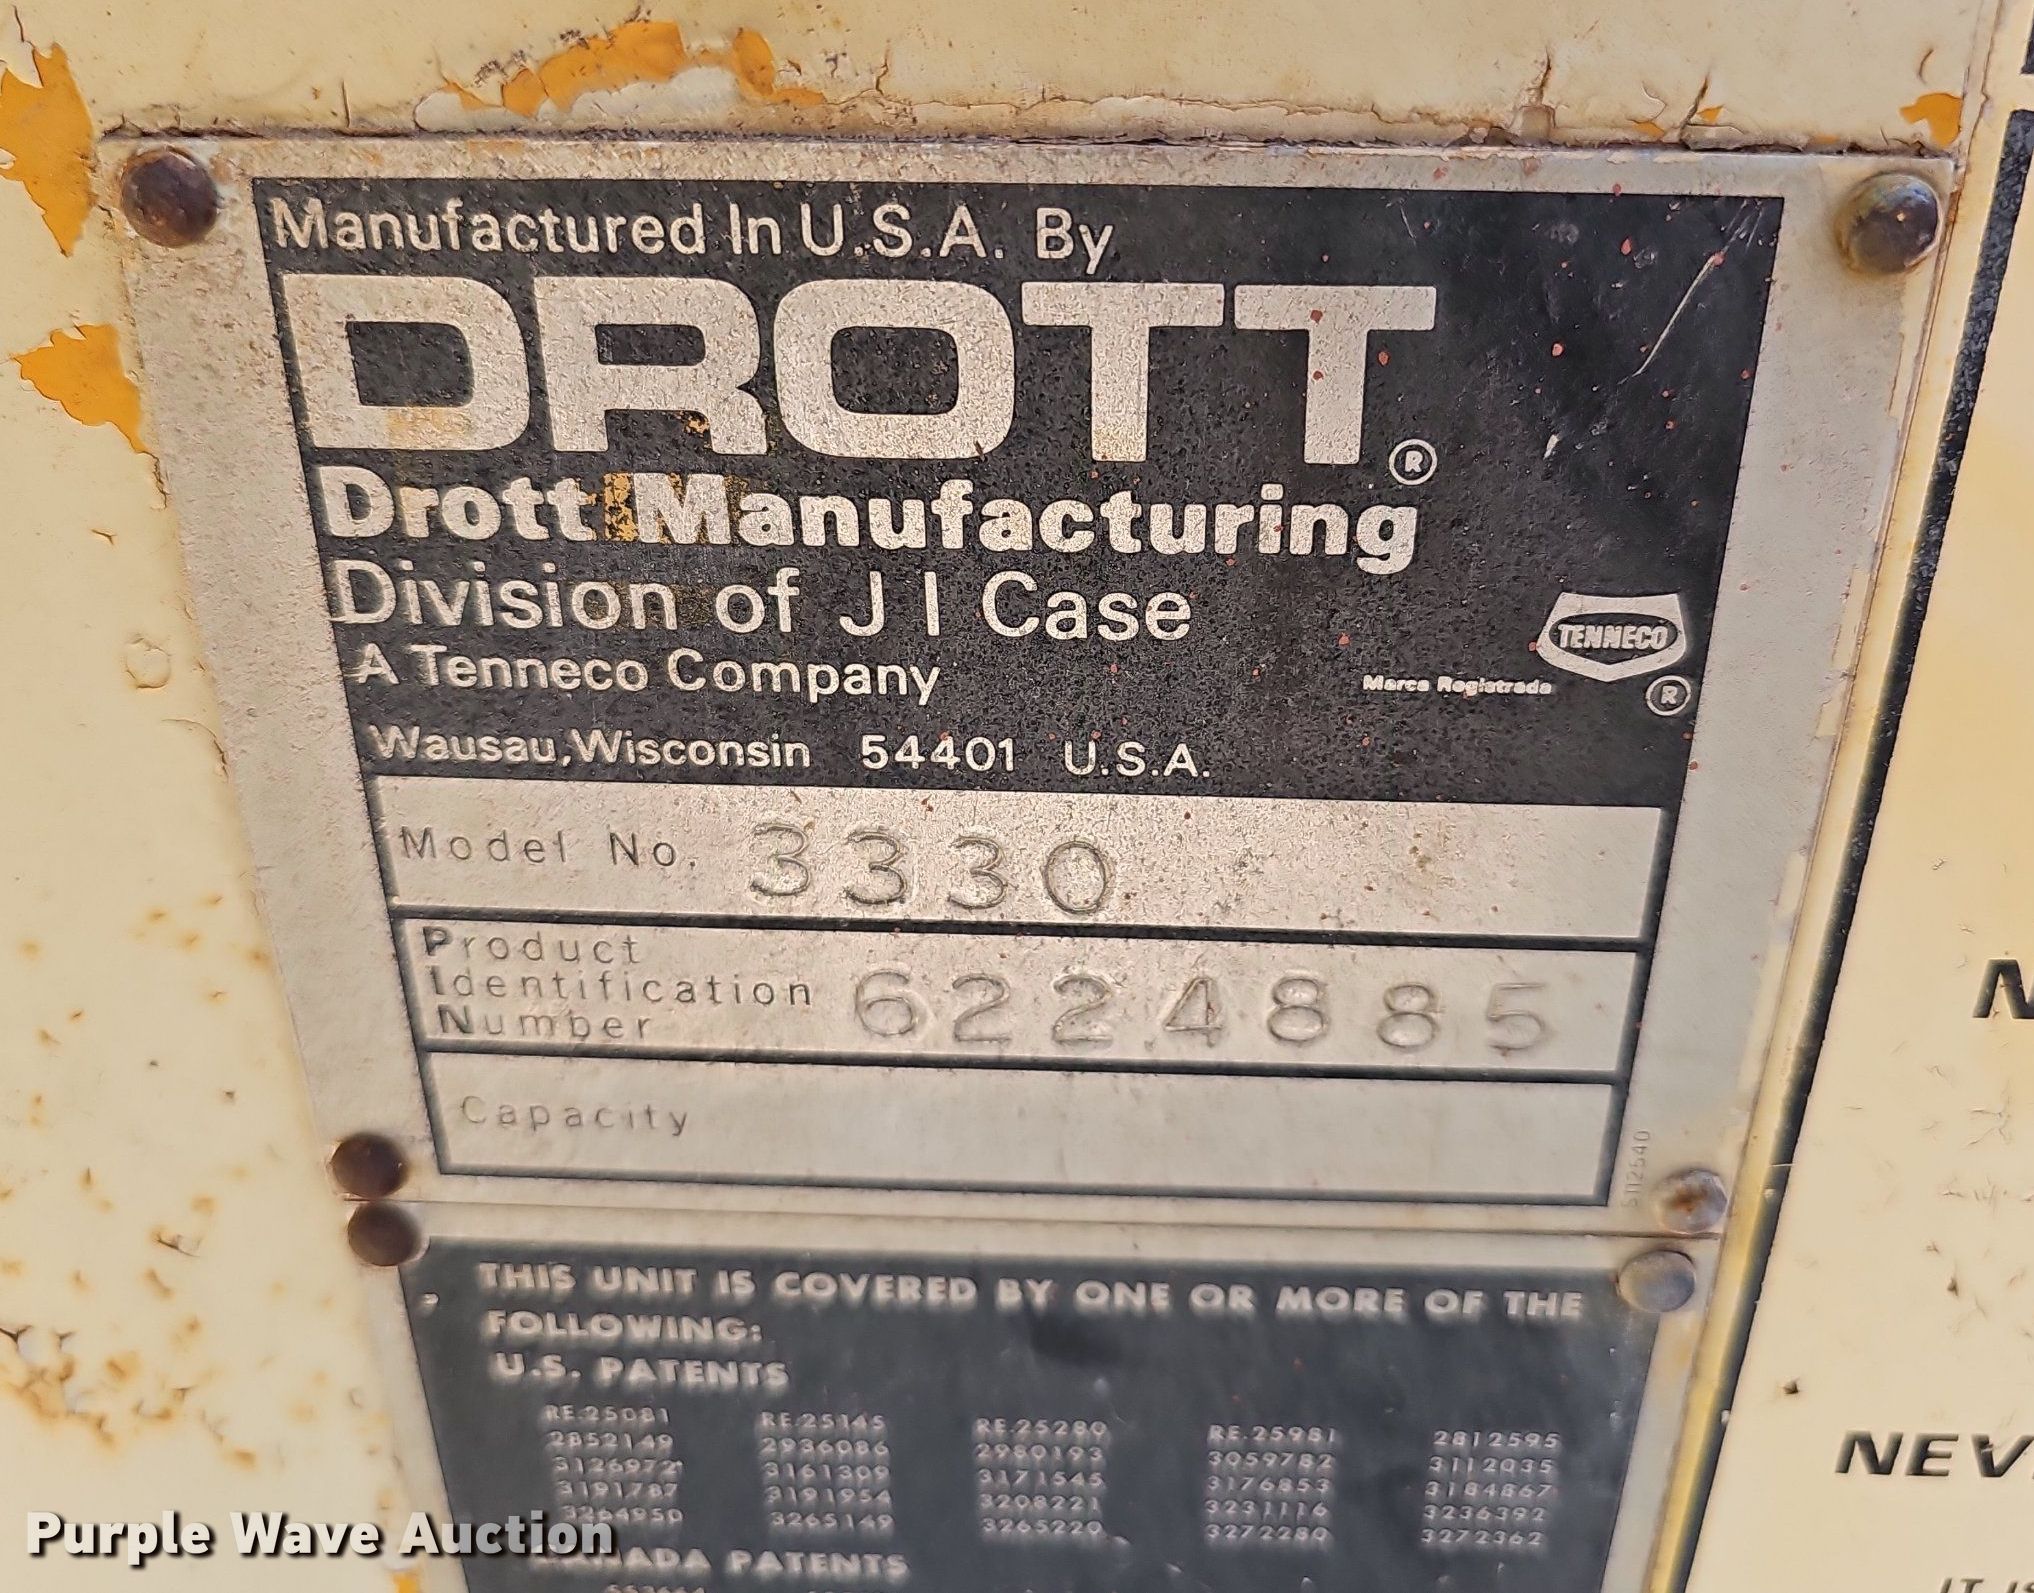 Manufactured In U.S.A. By
DROTT®
Drott Manufacturing
Division of J I Case
A Tenneco Company
TENNECO
Marca Registrada ®
Wausau, Wisconsin 54401 U.S.A.
Model No. 3330
Product
Identification
Number 6224885
Capacity
5112540
THIS UNIT IS COVERED BY ONE OR MORE OF THE
FOLLOWING:
U.S. PATENTS
RE.25081 RE.25145 RE.25280 RE.25981 2812595
2852149 2936086 2980193 3059782 3112035
3126972 3161309 3171545 3176853 3184867
3191787 3191954 3208221 3231116 3236392
3264950 3265149 3265220 3272280 3272362
CANADA PATENTS
NEV
Purple Wave Auction